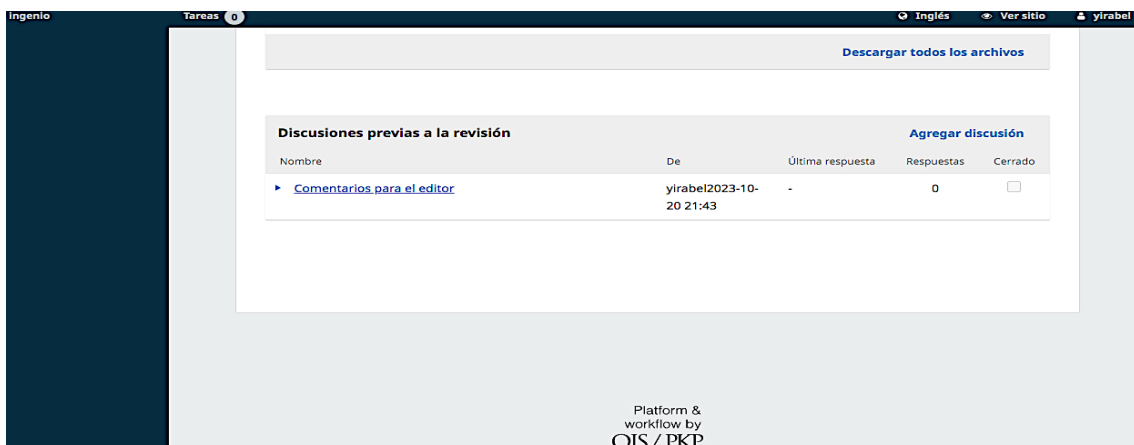 ingenio Tareas 0 Inglés Ver sitio yirabel
Descargar todos los archivos
Discusiones previas a la revisión Agregar discusión
Nombre De Última respuesta Respuestas Cerrado
Comentarios para el editor yirabel2023-10- - 0
20 21:43
Platform &
workflow by
OJS / PKP